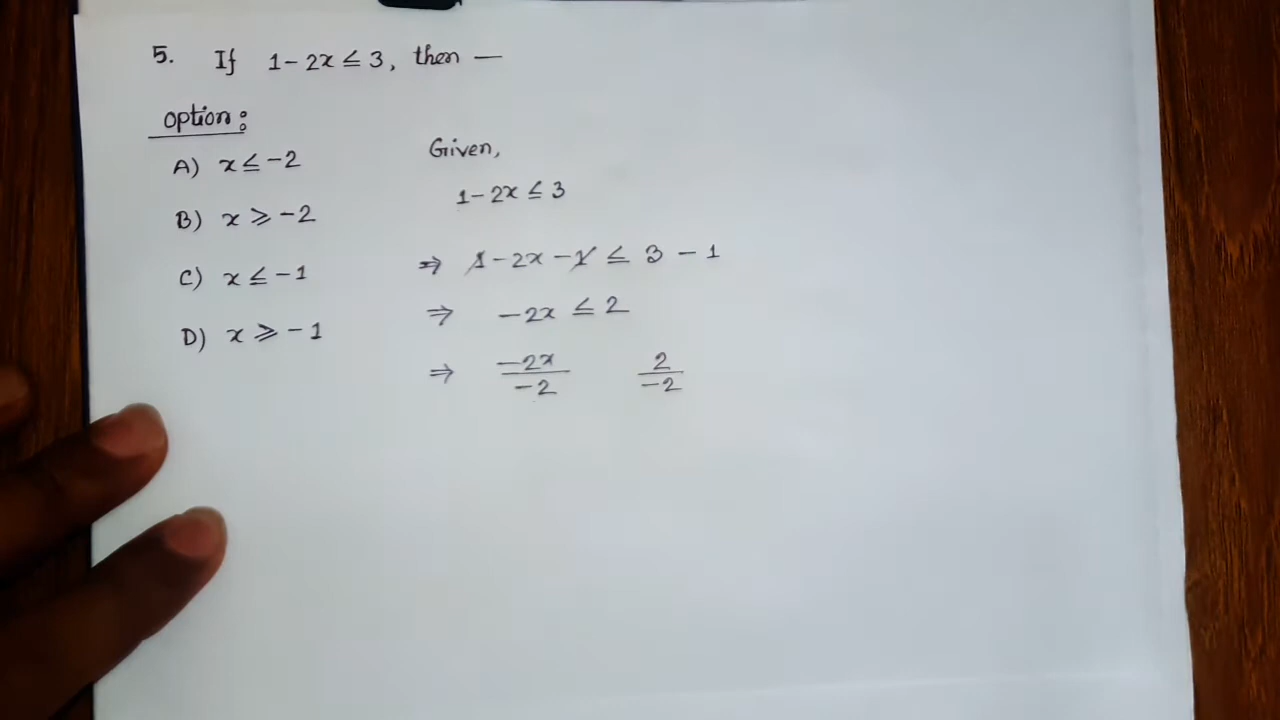 5. If 1 - 2x ≤ 3, then —
Option:
A) x ≤ -2
B) x ⩾ -2
C) x ≤ -1
D) x ⩾ -1
Given,
1 - 2x ≤ 3
⇒ 1 - 2x - 1 ≤ 3 - 1
⇒ -2x ≤ 2
⇒ -2x/-2 2/-2